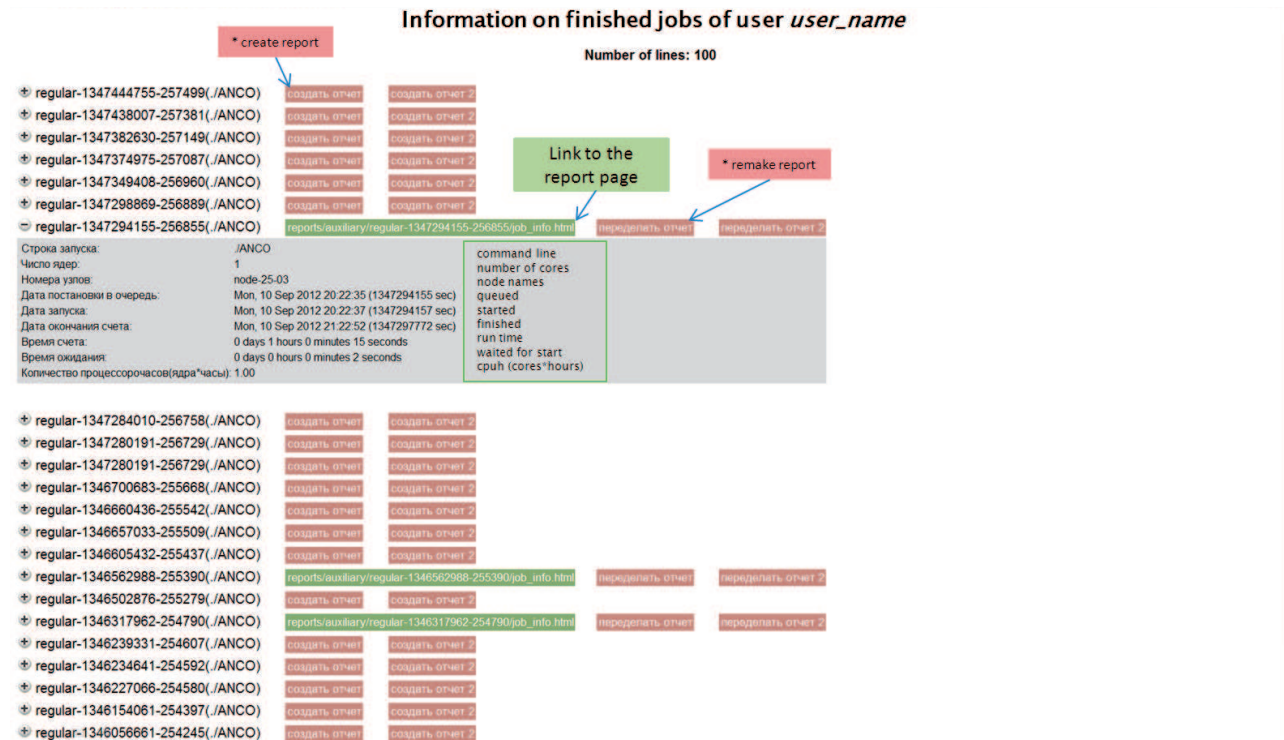 Information on finished jobs of user user_name
* create report
Number of lines: 100
regular-1347444755-257499(./ANCO) создать отчет создать отчет 2
regular-1347438007-257381(./ANCO) создать отчет создать отчет 2
regular-1347382630-257149(./ANCO) создать отчет создать отчет 2
regular-1347374975-257087(./ANCO) создать отчет создать отчет 2
Link to the
report page
* remake report
regular-1347349408-256960(./ANCO) создать отчет создать отчет 2
regular-1347298869-256889(./ANCO) создать отчет создать отчет 2
regular-1347294155-256855(./ANCO) reports/auxiliary/regular-1347294155-256855/job_info.html переделать отчет переделать отчет 2
Строка запуска: ./ANCO command line
Число ядер: 1 number of cores
Номера узлов: node-25-03 node names
Дата постановки в очередь: Mon, 10 Sep 2012 20:22:35 (1347294155 sec) queued
Дата запуска: Mon, 10 Sep 2012 20:22:37 (1347294157 sec) started
Дата окончания счета: Mon, 10 Sep 2012 21:22:52 (1347297772 sec) finished
Время счета: 0 days 1 hours 0 minutes 15 seconds run time
Время ожидания: 0 days 0 hours 0 minutes 2 seconds waited for start
Количество процессорочасов(ядра*часы): 1.00 cpuh (cores*hours)
regular-1347284010-256758(./ANCO) создать отчет создать отчет 2
regular-1347280191-256729(./ANCO) создать отчет создать отчет 2
regular-1347280191-256729(./ANCO) создать отчет создать отчет 2
regular-1346700683-255668(./ANCO) создать отчет создать отчет 2
regular-1346660436-255542(./ANCO) создать отчет создать отчет 2
regular-1346657033-255509(./ANCO) создать отчет создать отчет 2
regular-1346605432-255437(./ANCO) создать отчет создать отчет 2
regular-1346562988-255390(./ANCO) reports/auxiliary/regular-1346562988-255390/job_info.html переделать отчет переделать отчет 2
regular-1346502876-255279(./ANCO) создать отчет создать отчет 2
regular-1346317962-254790(./ANCO) reports/auxiliary/regular-1346317962-254790/job_info.html переделать отчет переделать отчет 2
regular-1346239331-254607(./ANCO) создать отчет создать отчет 2
regular-1346234641-254592(./ANCO) создать отчет создать отчет 2
regular-1346227066-254580(./ANCO) создать отчет создать отчет 2
regular-1346154061-254397(./ANCO) создать отчет создать отчет 2
regular-1346056661-254245(./ANCO) создать отчет создать отчет 2